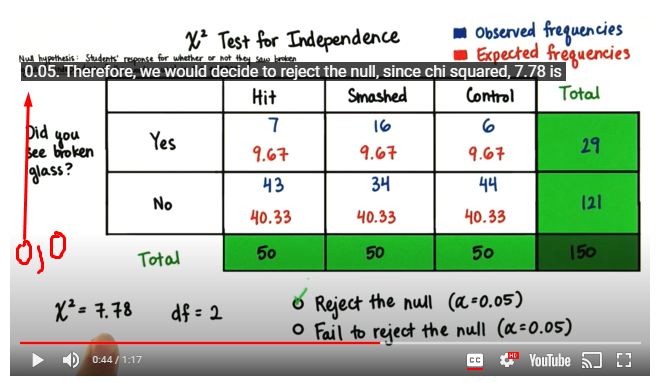 χ² Test for Independence
Observed frequencies
Expected frequencies
Null hypothesis: Students' response for whether or not they saw broken
0.05. Therefore, we would decide to reject the null, since chi squared, 7.78 is
Hit Smashed Control Total
Did you see broken glass?
Yes 7 16 6 29
9.67 9.67 9.67
No 43 34 44 121
40.33 40.33 40.33
Total 50 50 50 150
0,0
χ² = 7.78 df = 2
Reject the null (α=0.05)
Fail to reject the null (α=0.05)
0:44 / 1:17
CC
HD
YouTube